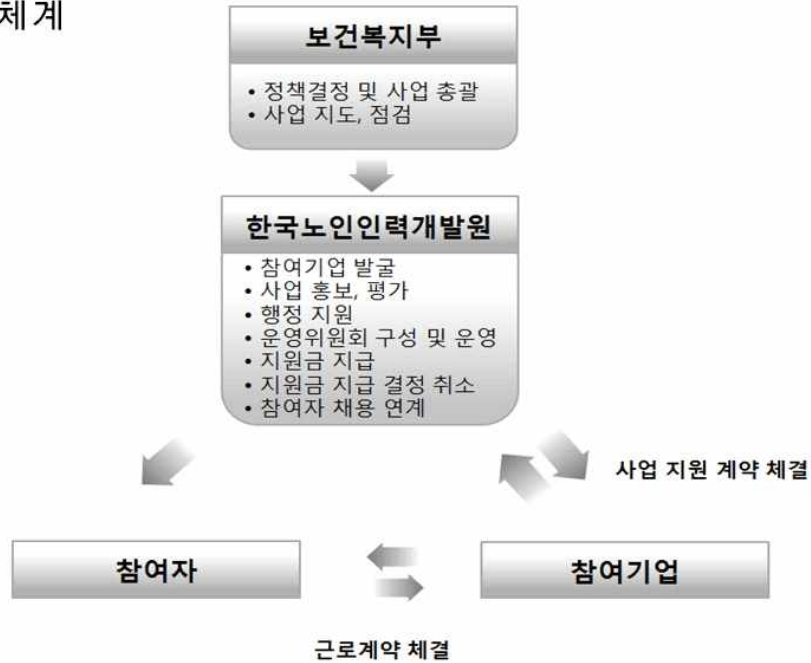 체계
보건복지부
• 정책결정 및 사업 총괄
• 사업 지도, 점검
한국노인인력개발원
• 참여기업 발굴
• 사업 홍보, 평가
• 행정 지원
• 운영위원회 구성 및 운영
• 지원금 지급
• 지원금 지급 결정 취소
• 참여자 채용 연계
사업 지원 계약 체결
참여자
참여기업
근로계약 체결